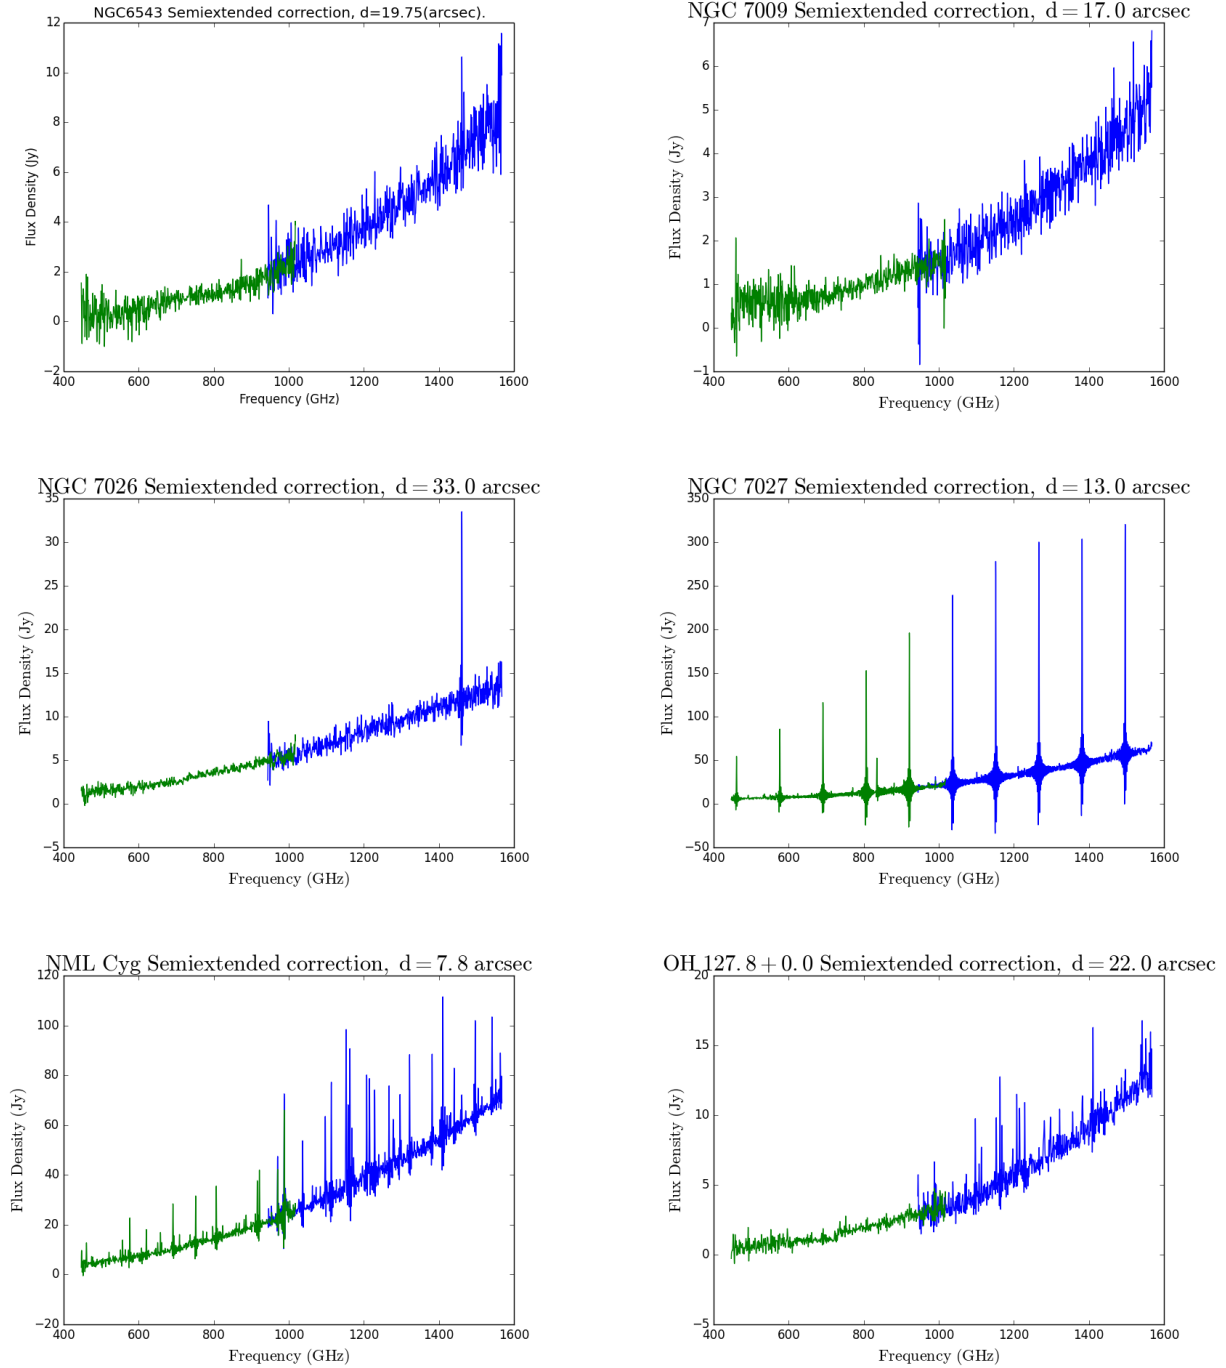 NGC6543 Semiextended correction, d=19.75(arcsec).
12
10
8
6
4
2
0
−2
Flux Density (Jy)
400 600 800 1000 1200 1400 1600
Frequency (GHz)
NGC 7009 Semiextended correction, d = 17.0 arcsec
7
6
5
4
3
2
1
0
−1
Flux Density (Jy)
400 600 800 1000 1200 1400 1600
Frequency (GHz)
NGC 7026 Semiextended correction, d = 33.0 arcsec
35
30
25
20
15
10
5
0
−5
Flux Density (Jy)
400 600 800 1000 1200 1400 1600
Frequency (GHz)
NGC 7027 Semiextended correction, d = 13.0 arcsec
350
300
250
200
150
100
50
0
−50
Flux Density (Jy)
400 600 800 1000 1200 1400 1600
Frequency (GHz)
NML Cyg Semiextended correction, d = 7.8 arcsec
120
100
80
60
40
20
0
−20
Flux Density (Jy)
400 600 800 1000 1200 1400 1600
Frequency (GHz)
OH 127.8 + 0.0 Semiextended correction, d = 22.0 arcsec
20
15
10
5
0
−5
Flux Density (Jy)
400 600 800 1000 1200 1400 1600
Frequency (GHz)